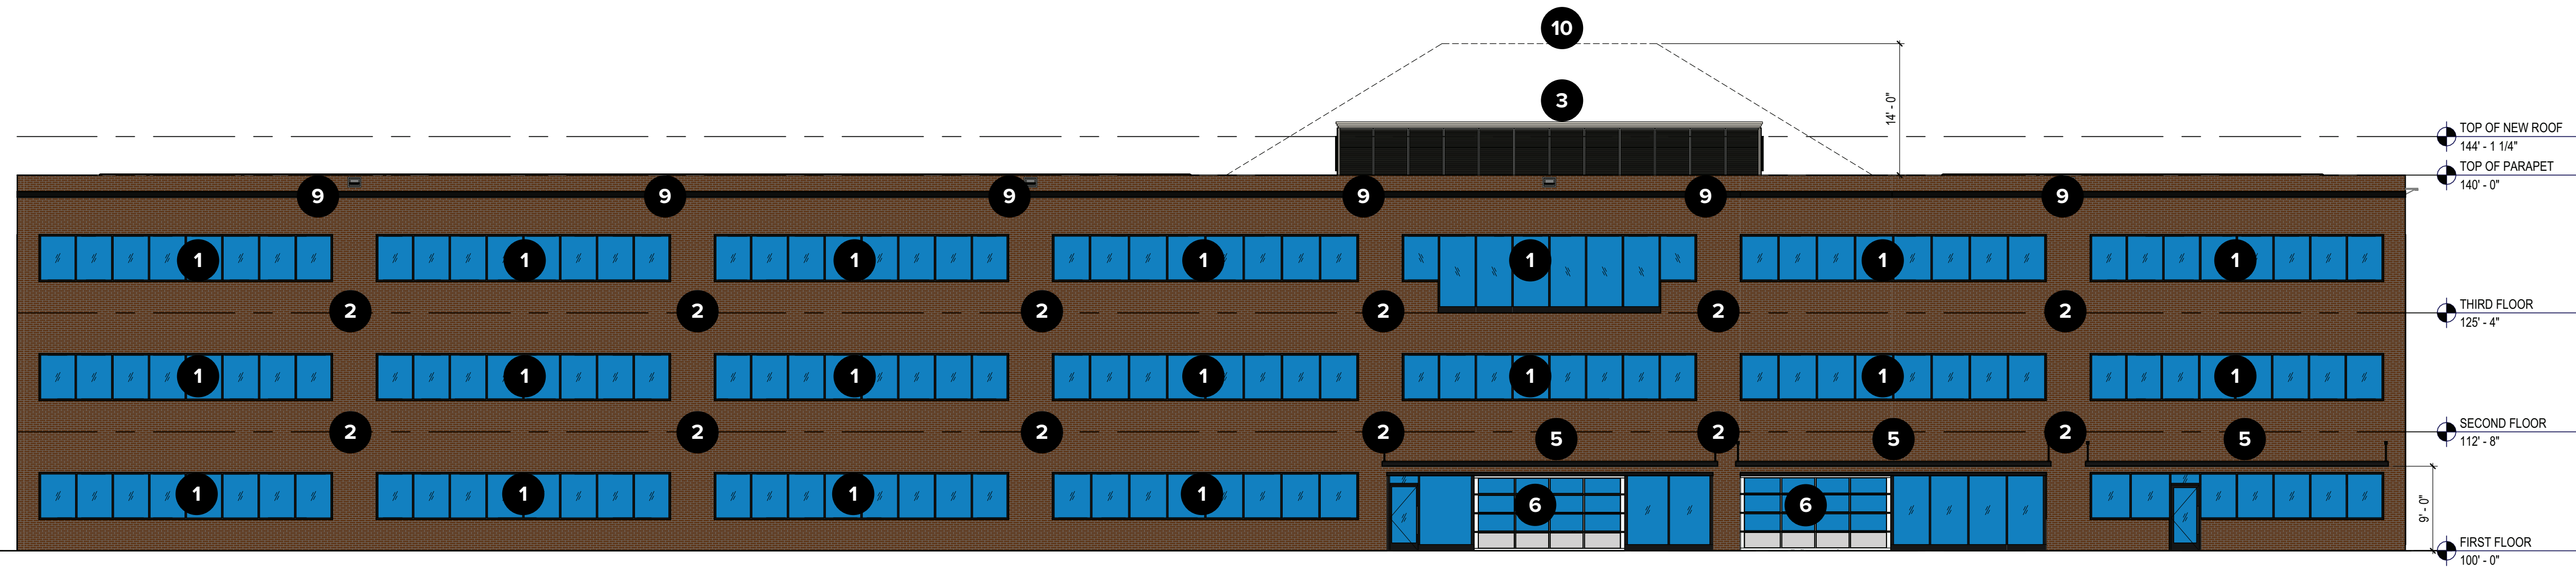 10
3
14' - 0"
TOP OF NEW ROOF
144' - 1 1/4"
TOP OF PARAPET
140' - 0"
9 9 9 9 9 9
1 1 1 1 1 1 1
2 2 2 2 2 2
THIRD FLOOR
125' - 4"
1 1 1 1 1 1 1
2 2 2 2 5 2 5 2 5
SECOND FLOOR
112' - 8"
1 1 1 1 6 6
9' - 0"
FIRST FLOOR
100' - 0"